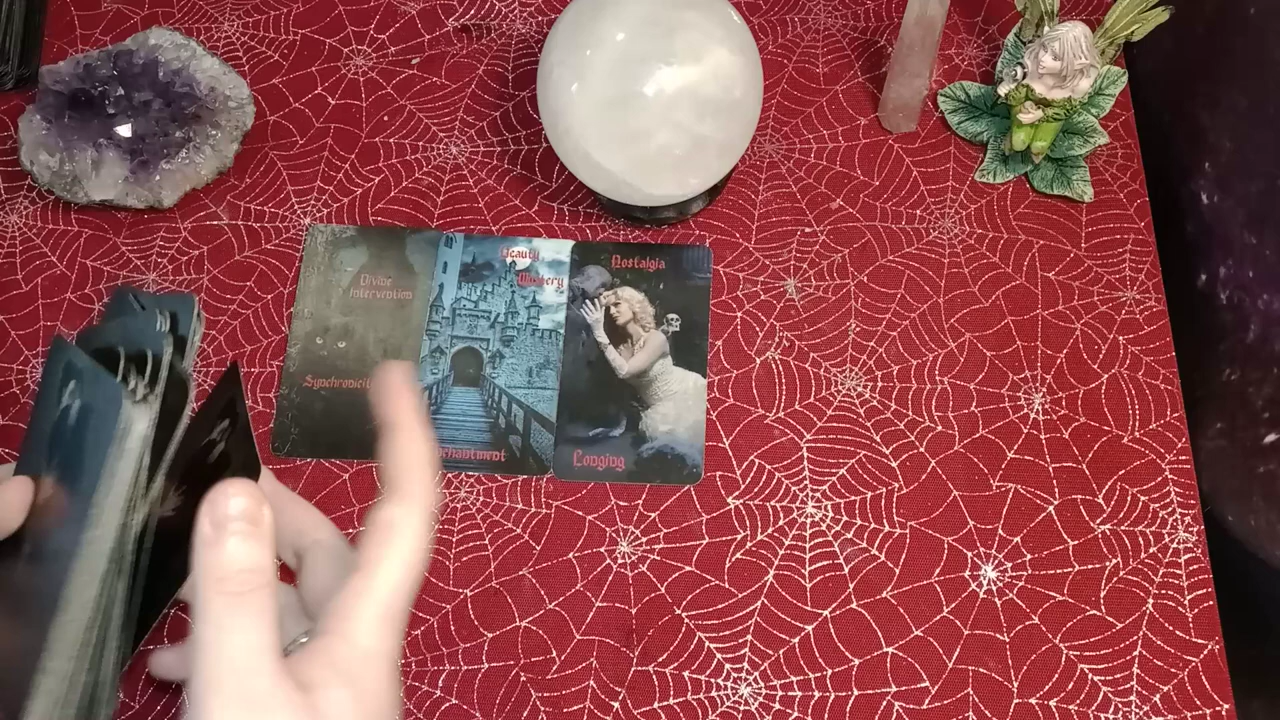 Divine
Intervention
Synchronicit
Beauty
Mystery
chantment
Nostalgia
Longing